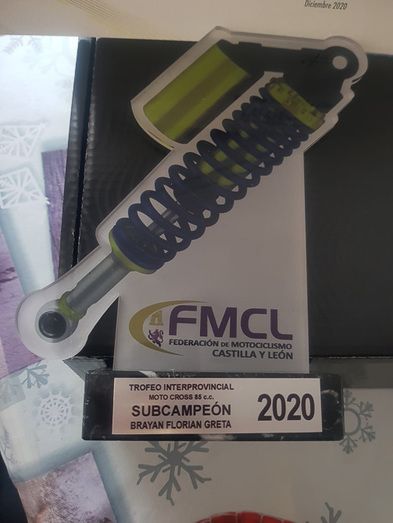 Diciembre 2020
FMCL
FEDERACIÓN DE MOTOCICLISMO
CASTILLA Y LEÓN
TROFEO INTERPROVINCIAL
MOTO CROSS 85 c.c.
SUBCAMPEÓN
BRAYAN FLORIAN GRETA
2020